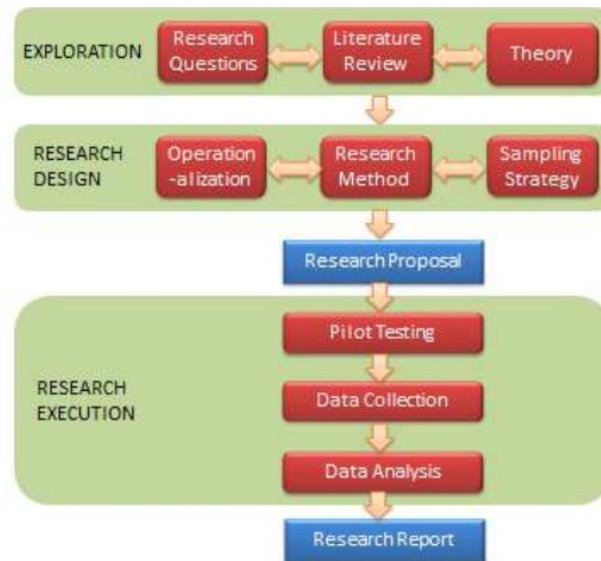 EXPLORATION
Research
Questions
Literature
Review
Theory
RESEARCH
DESIGN
Operation
-alization
Research
Method
Sampling
Strategy
Research Proposal
RESEARCH
EXECUTION
Pilot Testing
Data Collection
Data Analysis
Research Report